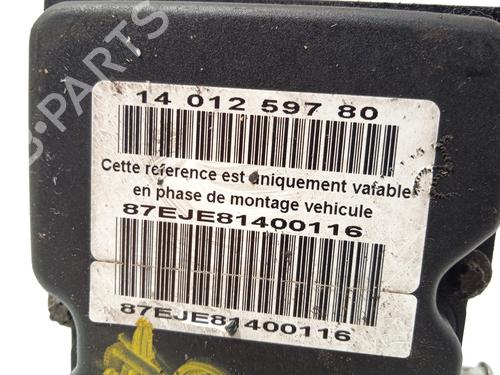 B-PARTS
14 012 597 80
Cette reference est uniquement valable
en phase de montage vehicule
87EJE81400116
87EJE81400116